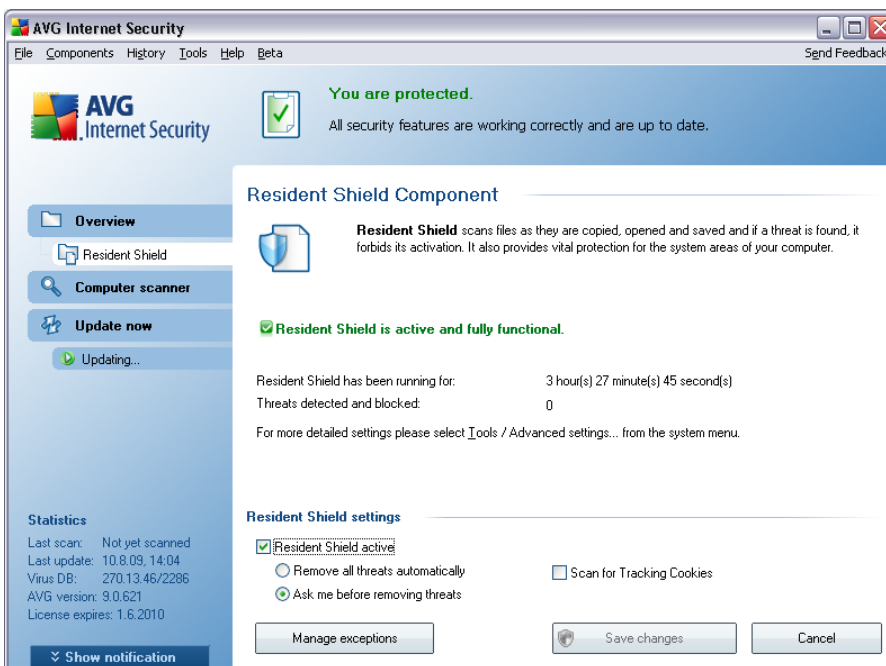 AVG Internet Security
File Components History Tools Help Beta Send Feedback
AVG
Internet Security
You are protected.
All security features are working correctly and are up to date.
Overview
Resident Shield
Computer scanner
Update now
Updating...
Resident Shield Component
Resident Shield scans files as they are copied, opened and saved and if a threat is found, it
forbids its activation. It also provides vital protection for the system areas of your computer.
Resident Shield is active and fully functional.
Resident Shield has been running for: 3 hour(s) 27 minute(s) 45 second(s)
Threats detected and blocked: 0
For more detailed settings please select Tools / Advanced settings... from the system menu.
Statistics
Last scan: Not yet scanned
Last update: 10.8.09, 14:04
Virus DB: 270.13.46/2286
AVG version: 9.0.621
License expires: 1.6.2010
Show notification
Resident Shield settings
Resident Shield active
Remove all threats automatically
Ask me before removing threats
Scan for Tracking Cookies
Manage exceptions
Save changes
Cancel